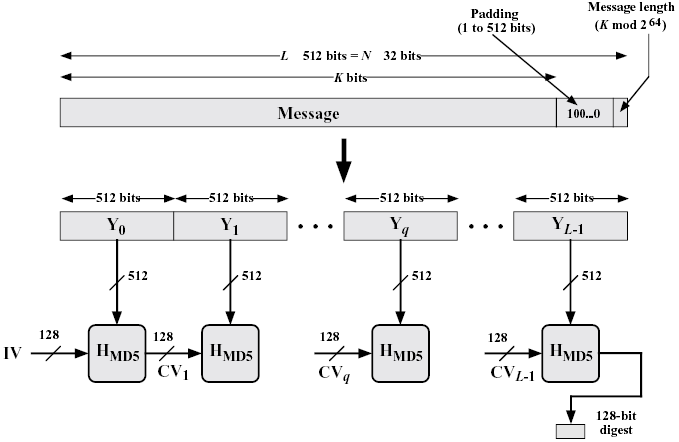 Padding
(1 to 512 bits)
Message length
(K mod 2^64)
L 512 bits = N 32 bits
K bits
Message
100...0
512 bits 512 bits 512 bits 512 bits
Y0 Y1 • • • Yq • • • YL-1
512 512 512 512
IV 128 HMD5 128 CV1 HMD5 128 CVq HMD5 128 CVL-1 HMD5
128-bit
digest